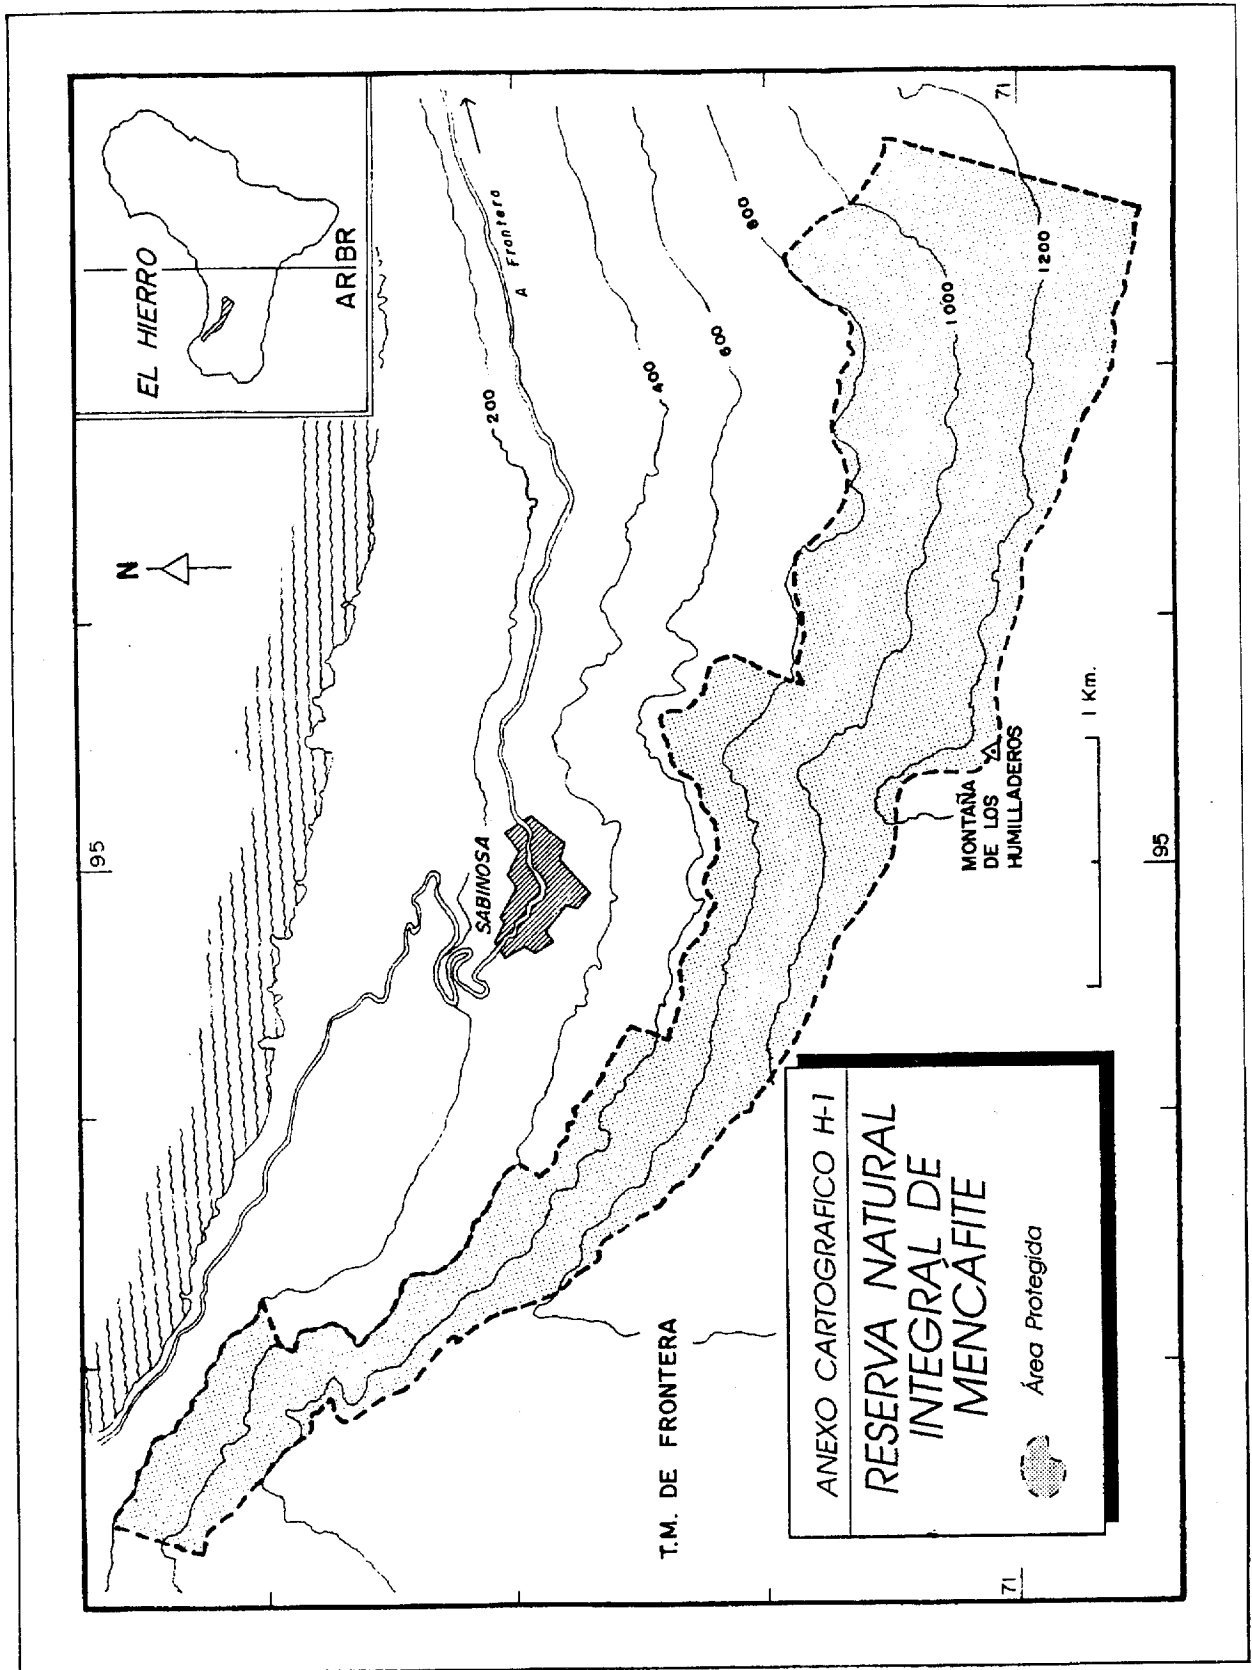 EL HIERRO
ARIBR
N
95
71
A Frontera
200
400
600
800
1000
1200
SABINOSA
MONTAÑA
DE LOS
HUMILLADEROS
1 Km.
T.M. DE FRONTERA
71
95
ANEXO CARTOGRAFICO H-1
RESERVA NATURAL
INTEGRAL DE
MENCAFITE
Área Protegida